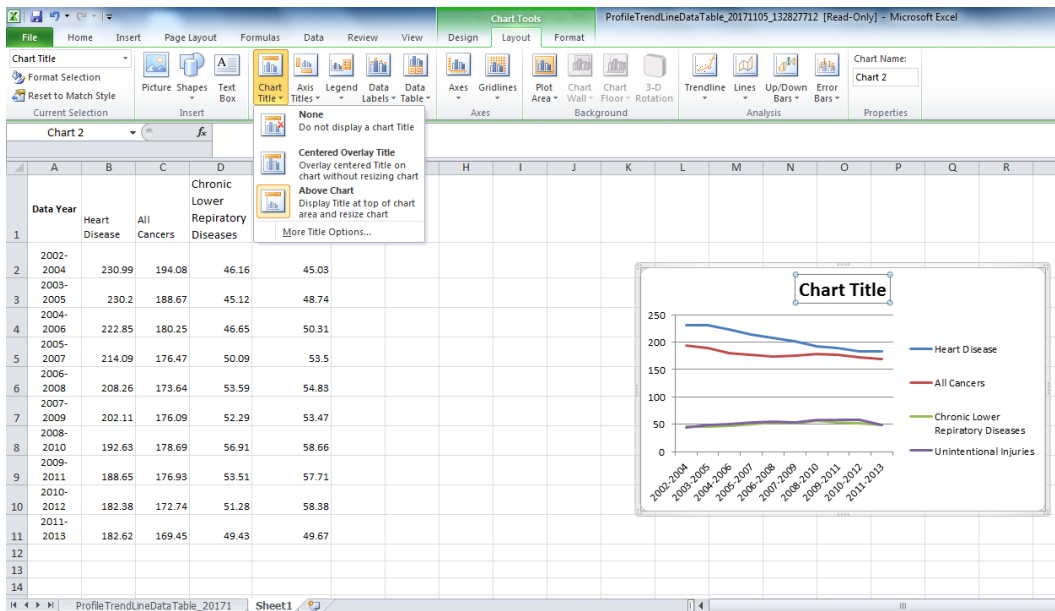 Chart Tools
ProfileTrendLineDataTable_20171105_132827712 [Read-Only] - Microsoft Excel
File Home Insert Page Layout Formulas Data Review View Design Layout Format
Chart Title
Format Selection
Reset to Match Style
Current Selection
Picture Shapes Text Box
Insert
Chart Title Axis Titles Legend Data Labels Data Table
Axes Gridlines
Axes
Plot Area Chart Wall Chart Floor 3-D Rotation
Background
Trendline Lines Up/Down Bars Error Bars
Analysis
Chart Name:
Chart 2
Properties
None
Do not display a chart Title
Centered Overlay Title
Overlay centered Title on
chart without resizing chart
Above Chart
Display Title at top of chart
area and resize chart
More Title Options...
Chart 2 fx
A B C D H I J K L M N O P Q R
1 Data Year Heart Disease All Cancers Chronic Lower Repiratory Diseases
2 2002-2004 230.99 194.08 46.16 45.03
3 2003-2005 230.2 188.67 45.12 48.74
4 2004-2006 222.85 180.25 46.65 50.31
5 2005-2007 214.09 176.47 50.09 53.5
6 2006-2008 208.26 173.64 53.59 54.83
7 2007-2009 202.11 176.09 52.29 53.47
8 2008-2010 192.63 178.69 56.91 58.66
9 2009-2011 188.65 176.93 53.51 57.71
10 2010-2012 182.38 172.74 51.28 58.38
11 2011-2013 182.62 169.45 49.43 49.67
12
13
14
Chart Title
250
200
150
100
50
0
2002-2004 2003-2005 2004-2006 2005-2007 2006-2008 2007-2009 2008-2010 2009-2011 2010-2012 2011-2013
Heart Disease
All Cancers
Chronic Lower
Repiratory Diseases
Unintentional Injuries
ProfileTrendLineDataTable_20171 Sheet1